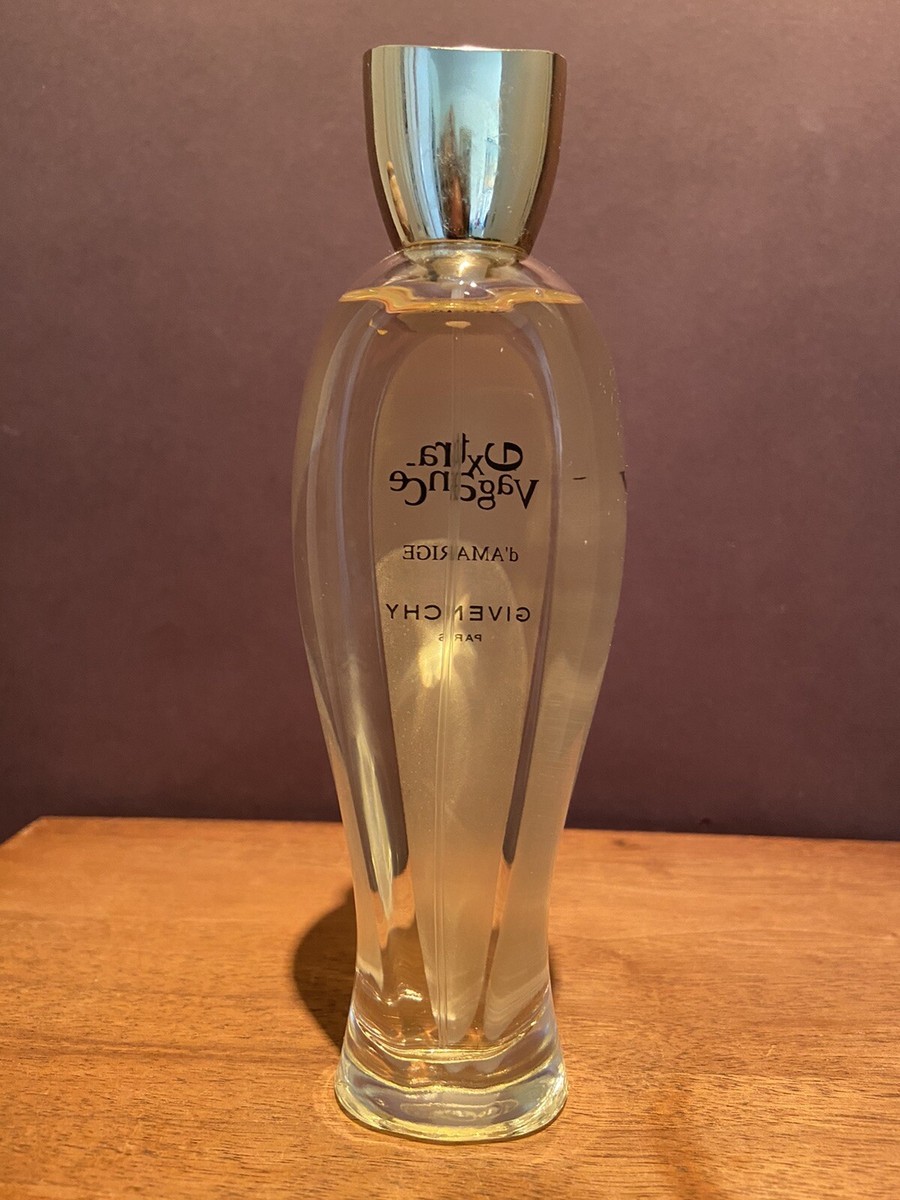 extra-
Vagance
d'AMARIGE
GIVENCHY
PARIS